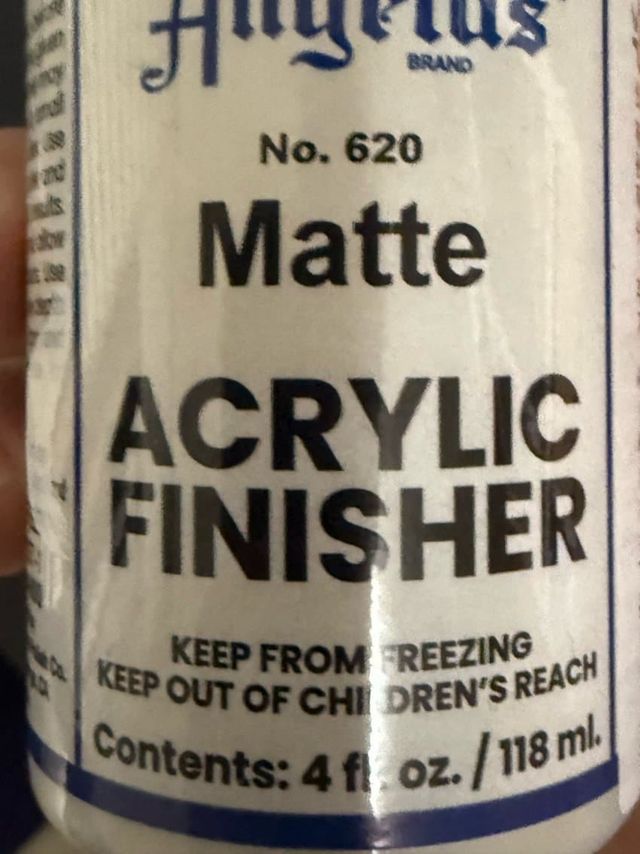 Angelus
BRAND
No. 620
Matte
ACRYLIC
FINISHER
KEEP FROM FREEZING
KEEP OUT OF CHILDREN'S REACH
Contents: 4 fl. oz. / 118 ml.